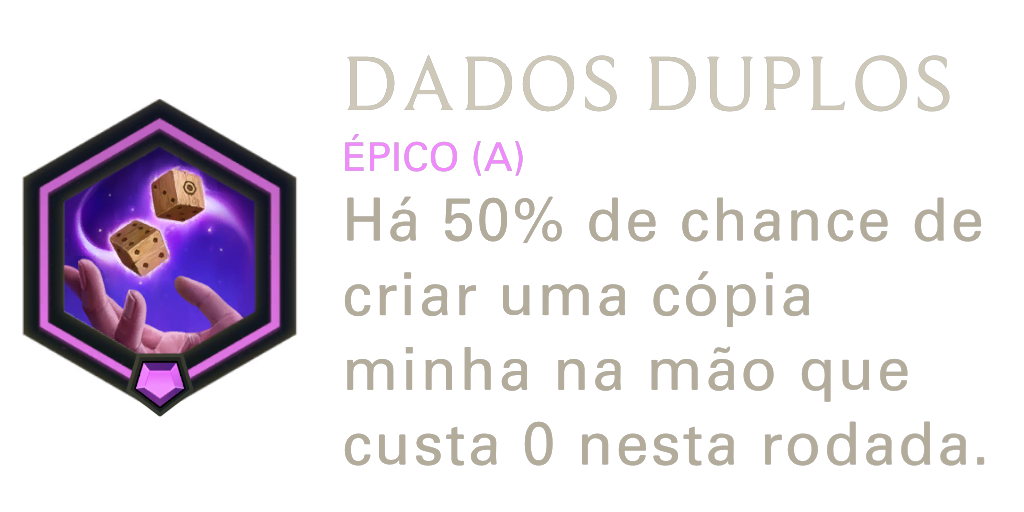 DADOS DUPLOS
ÉPICO (A)
Há 50% de chance de
criar uma cópia
minha na mão que
custa 0 nesta rodada.